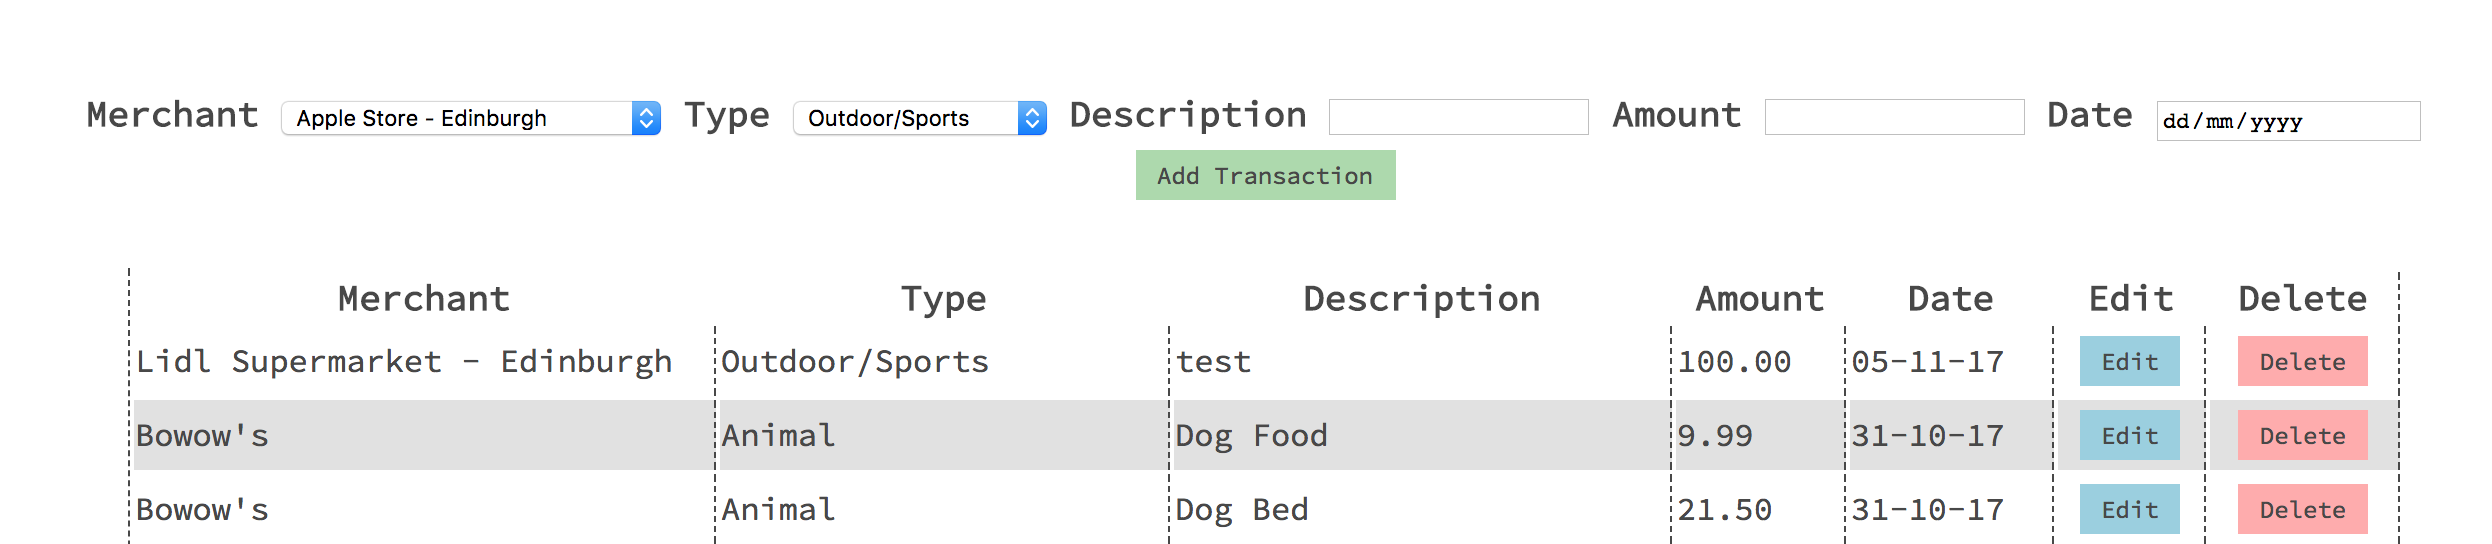 Merchant Apple Store - Edinburgh Type Outdoor/Sports Description Amount Date dd/mm/yyyy
Add Transaction
Merchant Type Description Amount Date Edit Delete
Lidl Supermarket - Edinburgh Outdoor/Sports test 100.00 05-11-17 Edit Delete
Bowow's Animal Dog Food 9.99 31-10-17 Edit Delete
Bowow's Animal Dog Bed 21.50 31-10-17 Edit Delete